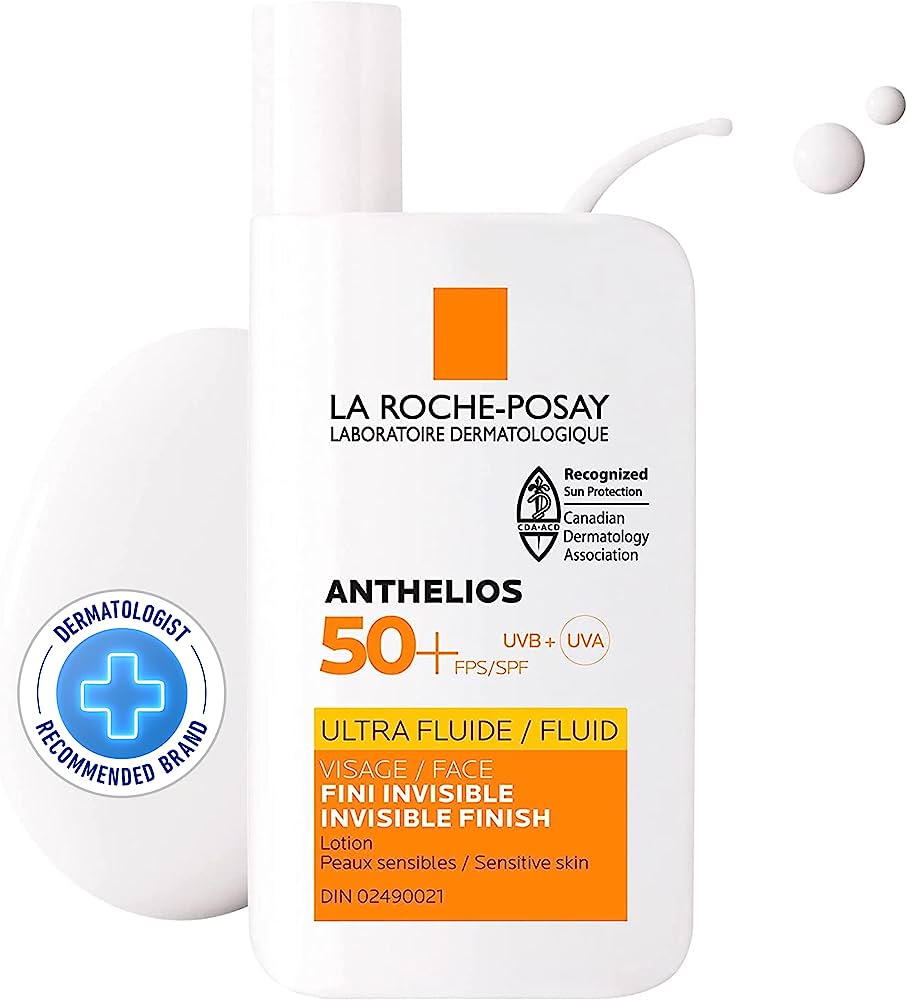 LA ROCHE-POSAY
LABORATOIRE DERMATOLOGIQUE
Recognized
Sun Protection
Canadian
Dermatology
Association
CDA•ACD
ANTHELIOS
50+
FPS/SPF
UVB + UVA
ULTRA FLUIDE / FLUID
VISAGE / FACE
FINI INVISIBLE
INVISIBLE FINISH
Lotion
Peaux sensibles / Sensitive skin
DIN 02490021
DERMATOLOGIST
RECOMMENDED BRAND